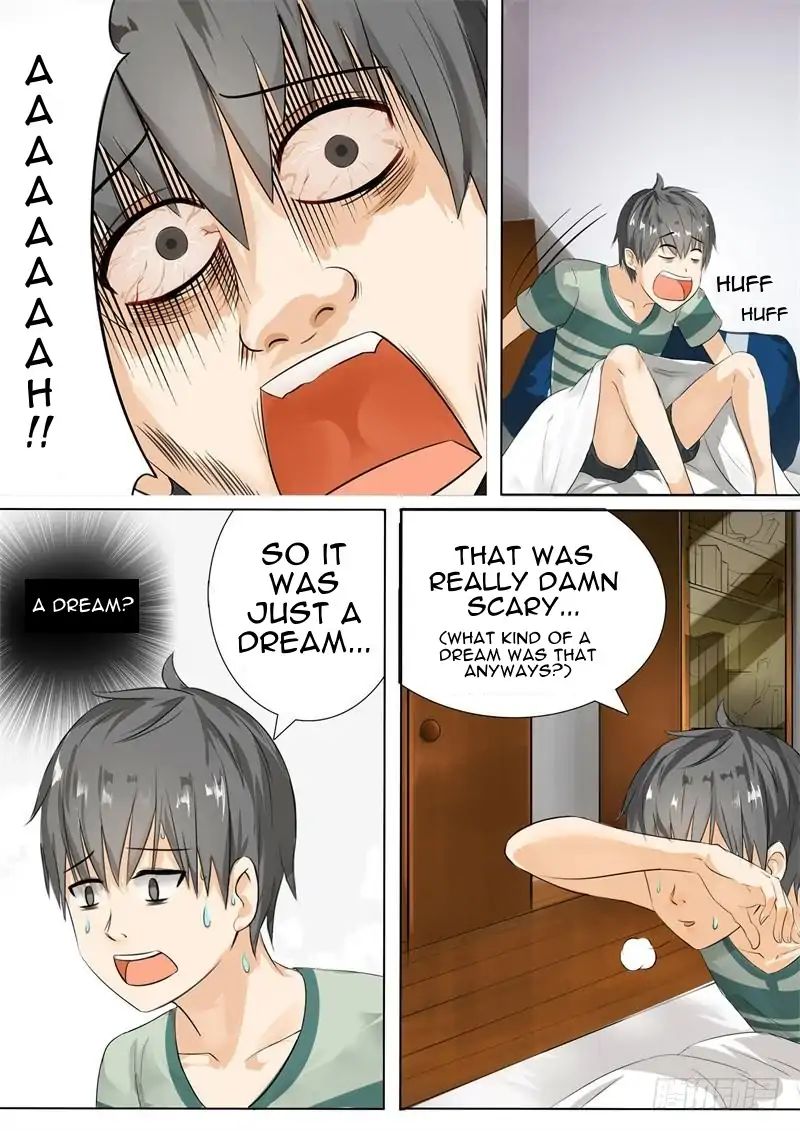 AAAAAAAAH!!
HUFF
HUFF
A DREAM?
SO IT
WAS
JUST A
DREAM...
THAT WAS
REALLY DAMN
SCARY...
(WHAT KIND OF A
DREAM WAS THAT
ANYWAYS?)